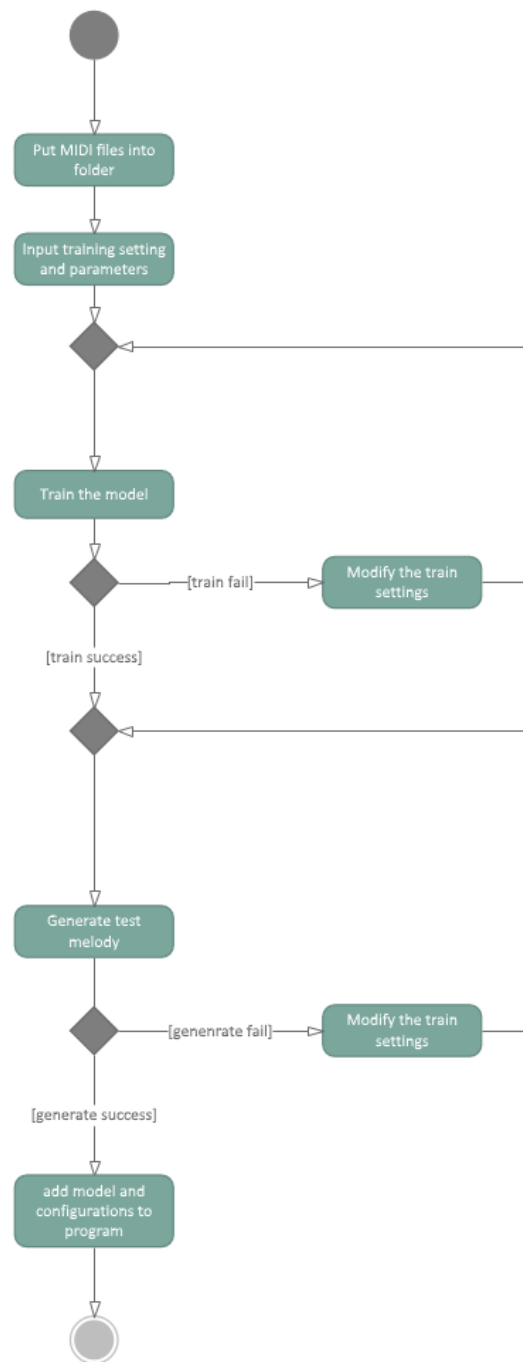 Put MIDI files into
folder
Input training setting
and parameters
Train the model
[train fail]
Modify the train
settings
[train success]
Generate test
melody
[genenrate fail]
Modify the train
settings
[generate success]
add model and
configurations to
program